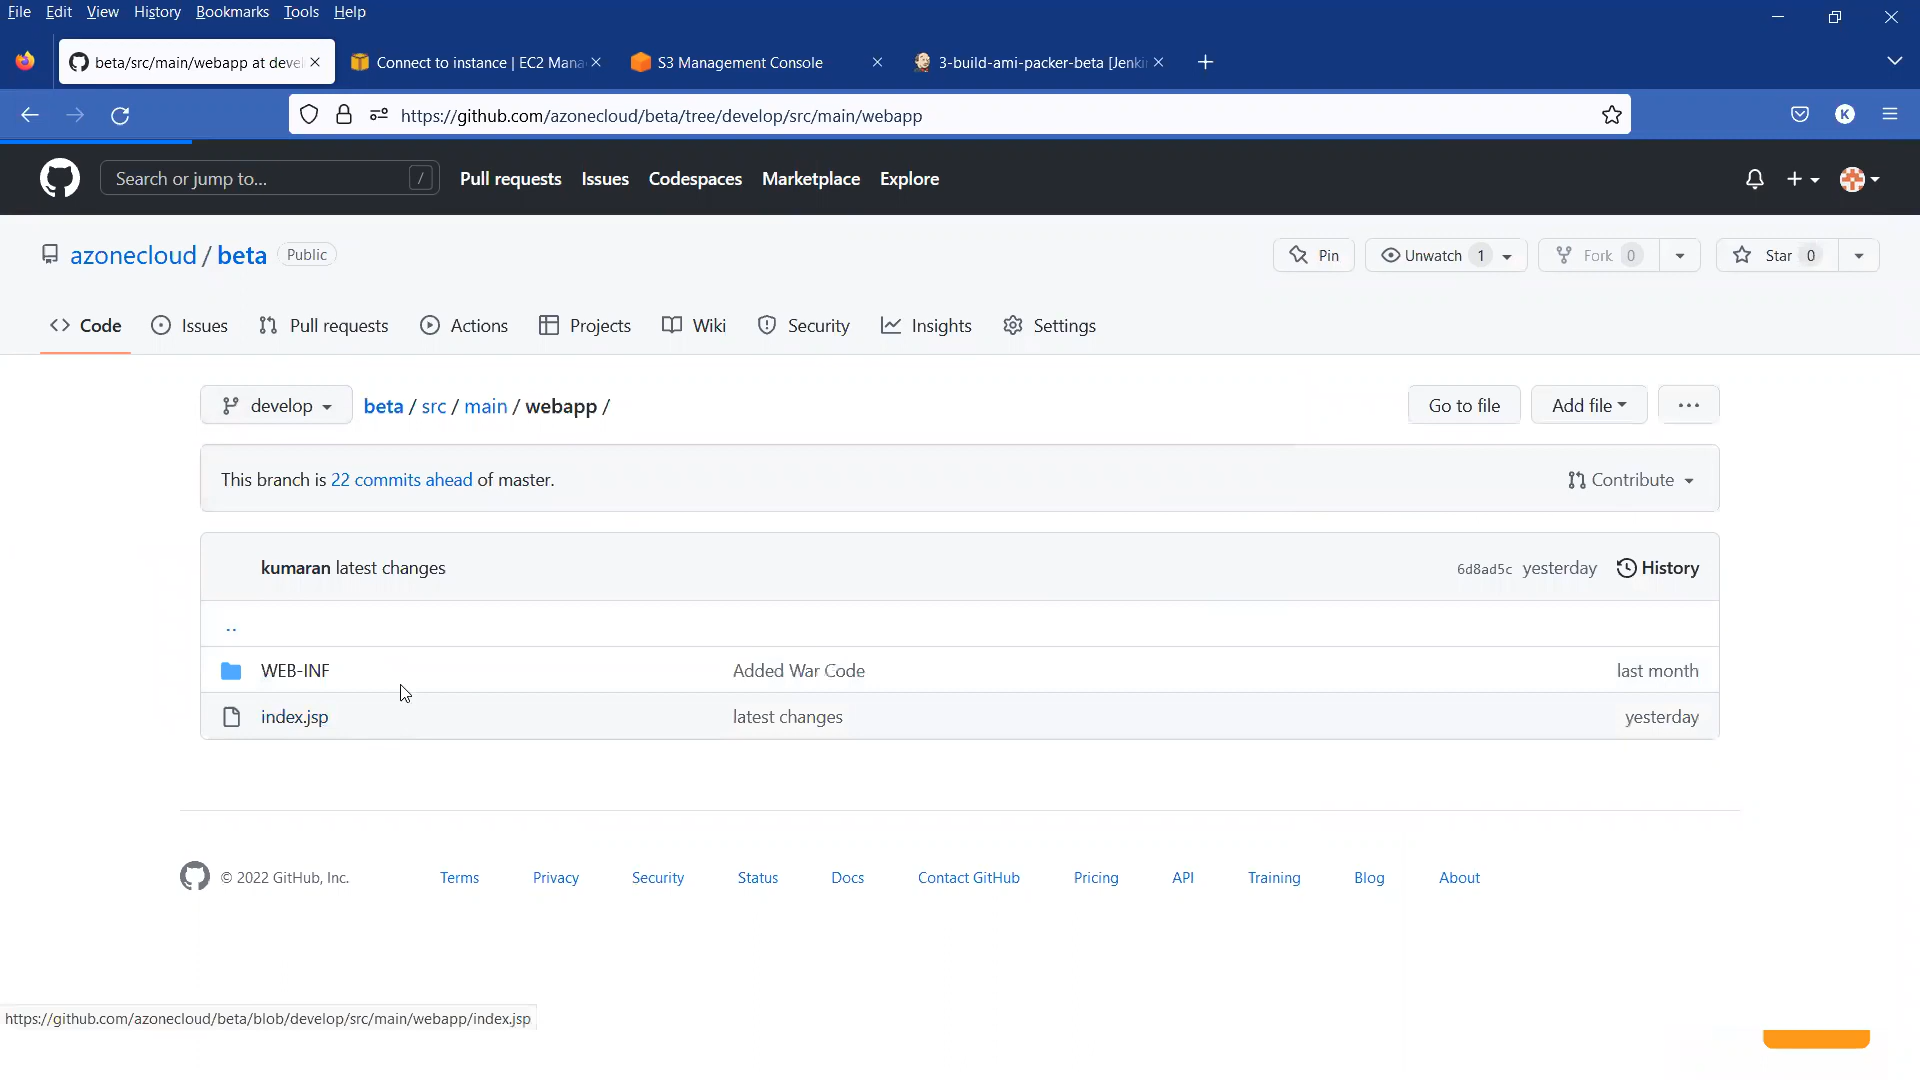 File Edit View History Bookmarks Tools Help
beta/src/main/webapp at deve
Connect to instance | EC2 Mana
S3 Management Console
3-build-ami-packer-beta [Jenki
https://github.com/azonecloud/beta/tree/develop/src/main/webapp
K
Search or jump to... /
Pull requests Issues Codespaces Marketplace Explore
azonecloud / beta Public
Pin Unwatch 1 Fork 0 Star 0
Code Issues Pull requests Actions Projects Wiki Security Insights Settings
develop beta / src / main / webapp / Go to file Add file ...
This branch is 22 commits ahead of master. Contribute
kumaran latest changes 6d8ad5c yesterday History
..
WEB-INF Added War Code last month
index.jsp latest changes yesterday
© 2022 GitHub, Inc. Terms Privacy Security Status Docs Contact GitHub Pricing API Training Blog About
https://github.com/azonecloud/beta/blob/develop/src/main/webapp/index.jsp